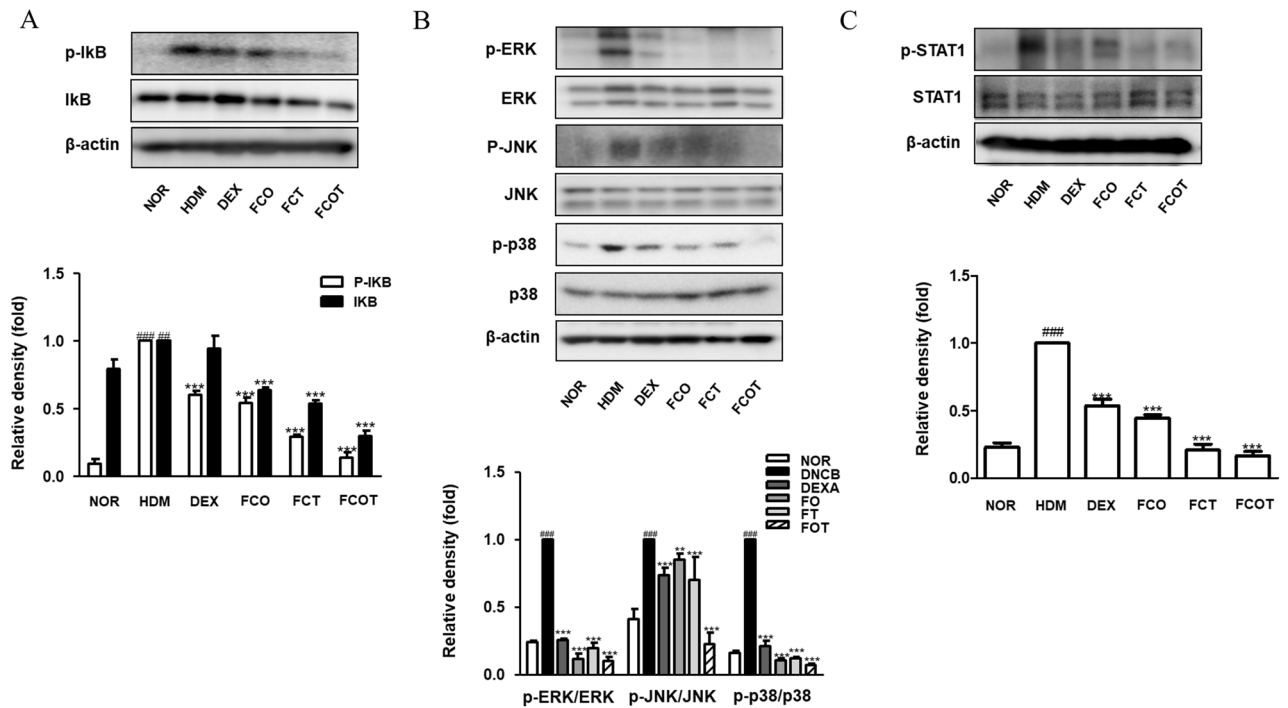 A
p-IkB
IkB
β-actin
NOR HDM DEX FCO FCT FCOT
Relative density (fold)
1.5
1.0
0.5
0.0
P-IKB
IKB
### ##
*** *** *** *** *** *** ***
NOR HDM DEX FCO FCT FCOT
B
p-ERK
ERK
P-JNK
JNK
p-p38
p38
β-actin
NOR HDM DEX FCO FCT FCOT
Relative density (fold)
1.5
1.0
0.5
0.0
NOR
DNCB
DEXA
FO
FT
FOT
### ### ###
*** *** *** *** *** ** *** *** *** *** *** ***
p-ERK/ERK p-JNK/JNK p-p38/p38
C
p-STAT1
STAT1
β-actin
NOR HDM DEX FCO FCT FCOT
Relative density (fold)
1.5
1.0
0.5
0.0
###
*** *** *** ***
NOR HDM DEX FCO FCT FCOT